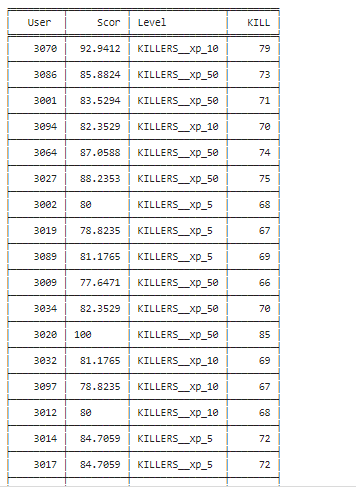 User Scor Level KILL
3070 92.9412 KILLERS__xp_10 79
3086 85.8824 KILLERS__xp_50 73
3001 83.5294 KILLERS__xp_50 71
3094 82.3529 KILLERS__xp_10 70
3064 87.0588 KILLERS__xp_50 74
3027 88.2353 KILLERS__xp_50 75
3002 80 KILLERS__xp_5 68
3019 78.8235 KILLERS__xp_5 67
3089 81.1765 KILLERS__xp_5 69
3009 77.6471 KILLERS__xp_50 66
3034 82.3529 KILLERS__xp_50 70
3020 100 KILLERS__xp_50 85
3032 81.1765 KILLERS__xp_10 69
3097 78.8235 KILLERS__xp_10 67
3012 80 KILLERS__xp_10 68
3014 84.7059 KILLERS__xp_5 72
3017 84.7059 KILLERS__xp_5 72